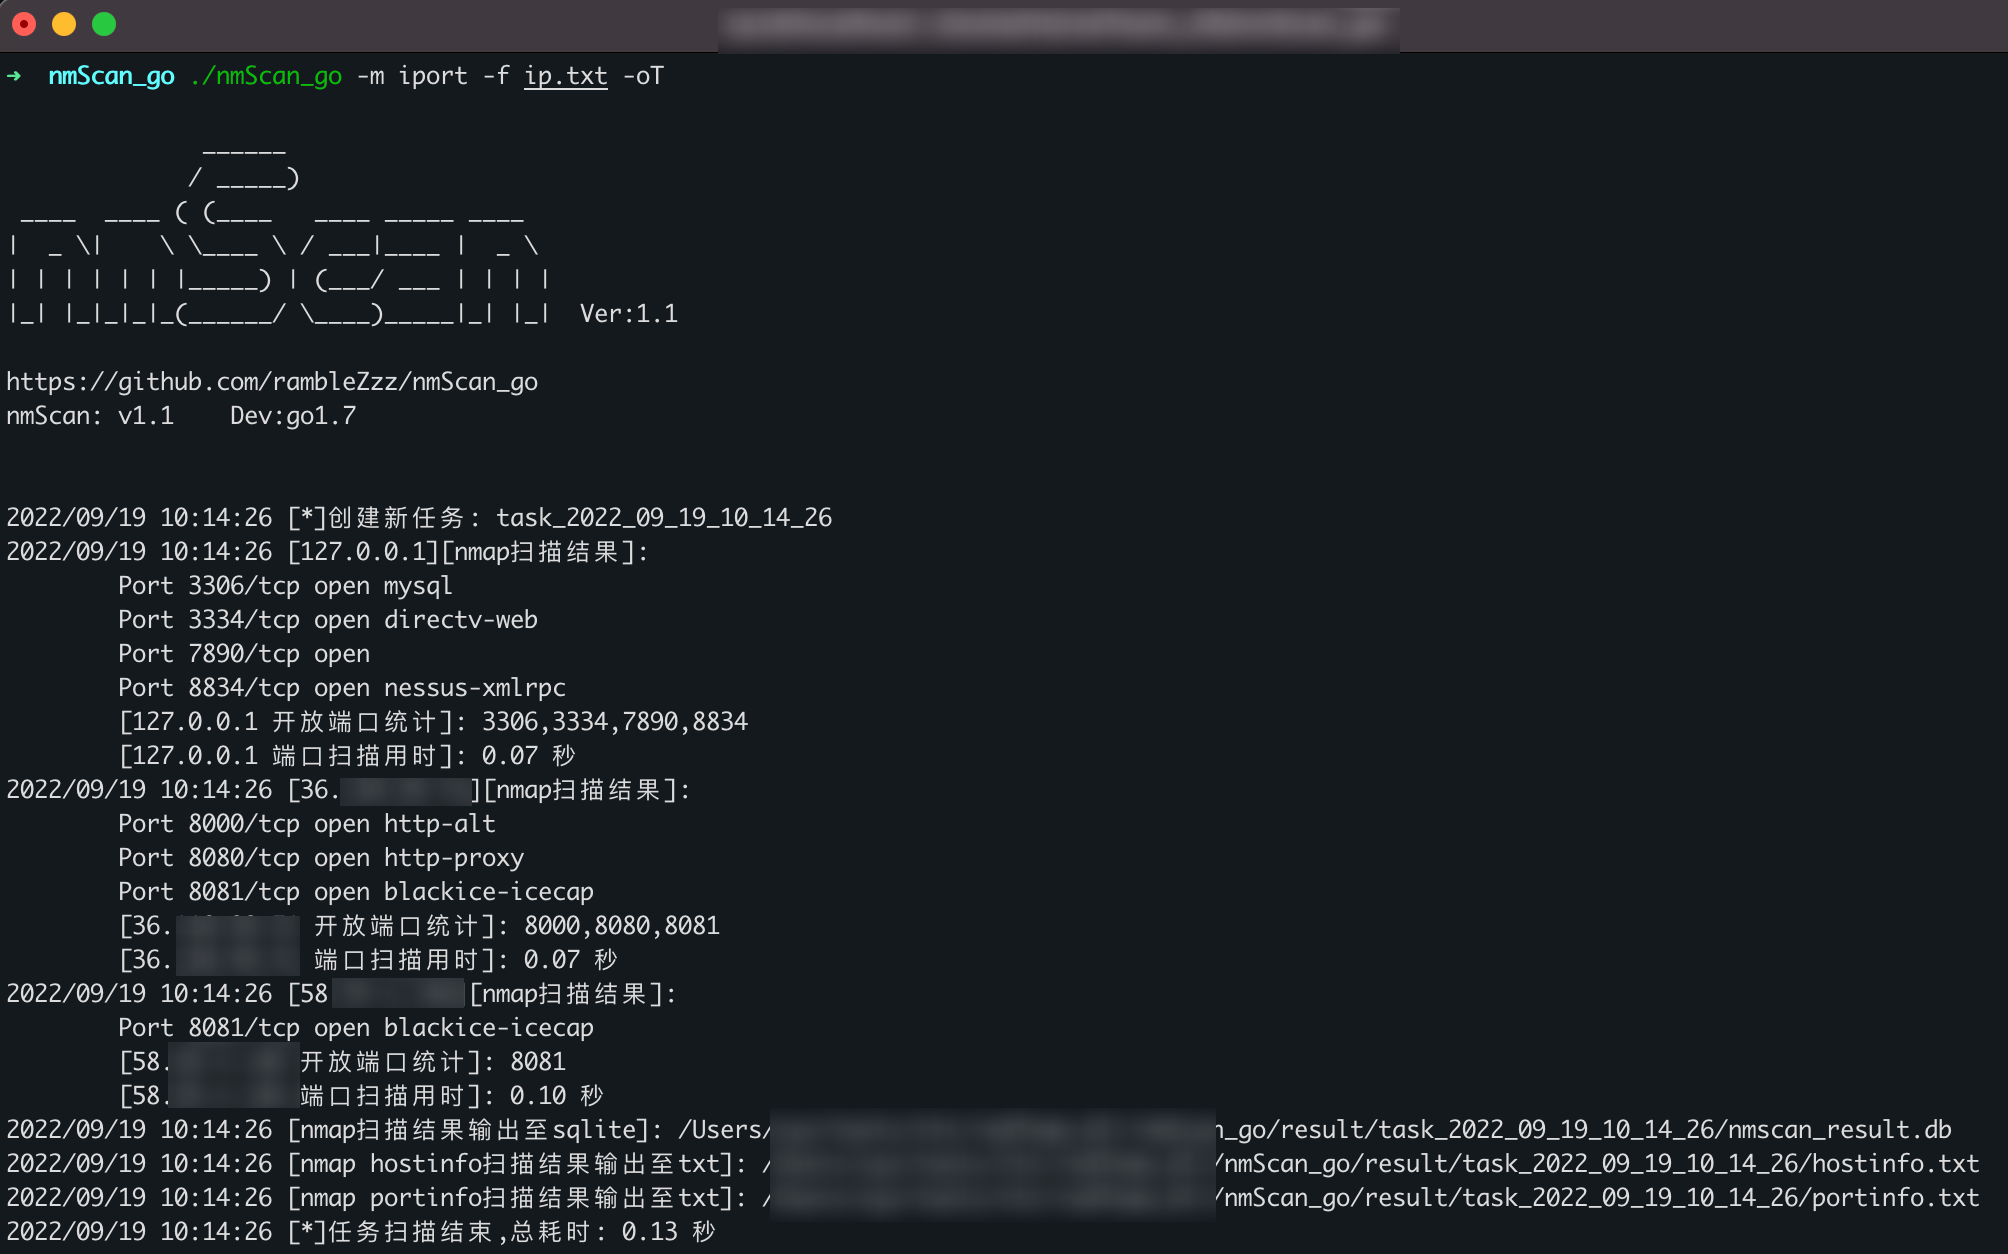 ➜  nmScan_go ./nmScan_go -m iport -f ip.txt -oT
              ______
             / _____)
 ____  ____ ( (____   ____ _____ ____
|  _ \|    \ \____ \ / ___|____ |  _ \
| | | | | | |_____) | (___/ ___ | | | |
|_| |_|_|_|_(______/ \____)_____|_| |_|  Ver:1.1
https://github.com/rambleZzz/nmScan_go
nmScan: v1.1    Dev:go1.7
2022/09/19 10:14:26 [*]创建新任务: task_2022_09_19_10_14_26
2022/09/19 10:14:26 [127.0.0.1][nmap扫描结果]:
        Port 3306/tcp open mysql
        Port 3334/tcp open directv-web
        Port 7890/tcp open
        Port 8834/tcp open nessus-xmlrpc
        [127.0.0.1 开放端口统计]: 3306,3334,7890,8834
        [127.0.0.1 端口扫描用时]: 0.07 秒
2022/09/19 10:14:26 [36. ][nmap扫描结果]:
        Port 8000/tcp open http-alt
        Port 8080/tcp open http-proxy
        Port 8081/tcp open blackice-icecap
        [36. 开放端口统计]: 8000,8080,8081
        [36. 端口扫描用时]: 0.07 秒
2022/09/19 10:14:26 [58 [nmap扫描结果]:
        Port 8081/tcp open blackice-icecap
        [58. 开放端口统计]: 8081
        [58. 端口扫描用时]: 0.10 秒
2022/09/19 10:14:26 [nmap扫描结果输出至sqlite]: /Users/ n_go/result/task_2022_09_19_10_14_26/nmscan_result.db
2022/09/19 10:14:26 [nmap hostinfo扫描结果输出至txt]: / /nmScan_go/result/task_2022_09_19_10_14_26/hostinfo.txt
2022/09/19 10:14:26 [nmap portinfo扫描结果输出至txt]: / /nmScan_go/result/task_2022_09_19_10_14_26/portinfo.txt
2022/09/19 10:14:26 [*]任务扫描结束,总耗时: 0.13 秒